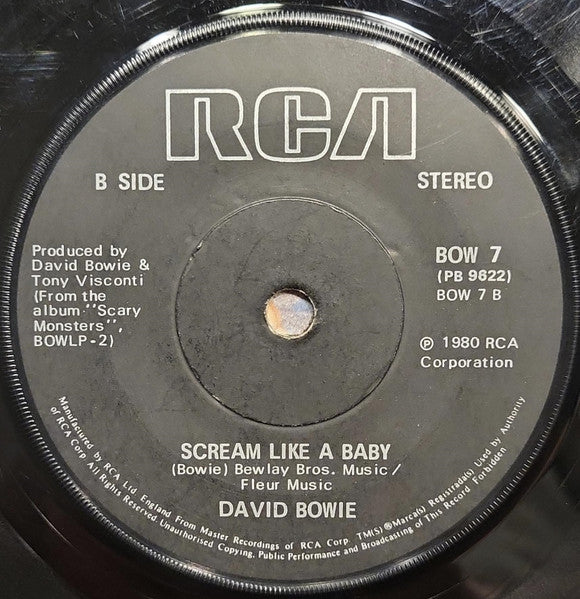 RCA
B SIDE
STEREO
Produced by
David Bowie &
Tony Visconti
(From the
album "Scary
Monsters",
BOWLP-2)
BOW 7
(PB 9622)
BOW 7 B
℗ 1980 RCA
Corporation
SCREAM LIKE A BABY
(Bowie) Bewlay Bros. Music/
Fleur Music
DAVID BOWIE
Manufactured by RCA Ltd. England From Master Recordings of RCA Corp. TM(S)®Marca(s) Registrada(s) Used by Authority
of RCA Corp All Rights Reserved Unauthorised Copying, Public Performance and Broadcasting of This Record Forbidden